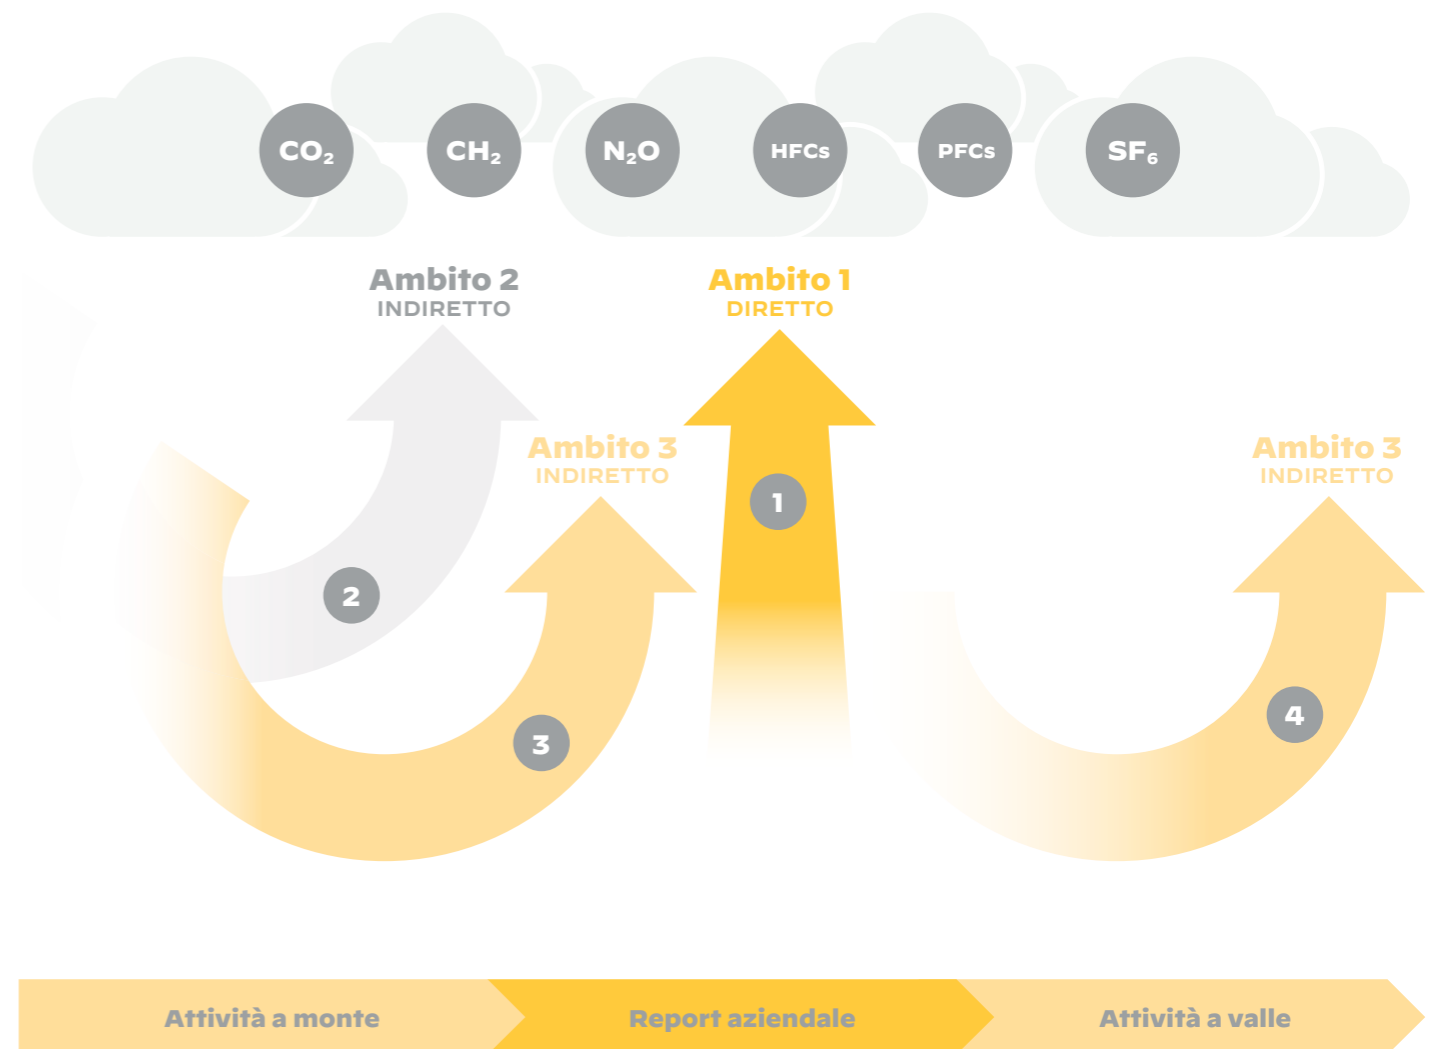 CO₂ CH₂ N₂O HFCs PFCs SF₆
Ambito 2
INDIRETTO
Ambito 1
DIRETTO
Ambito 3
INDIRETTO
Ambito 3
INDIRETTO
1
2
3
4
Attività a monte
Report aziendale
Attività a valle